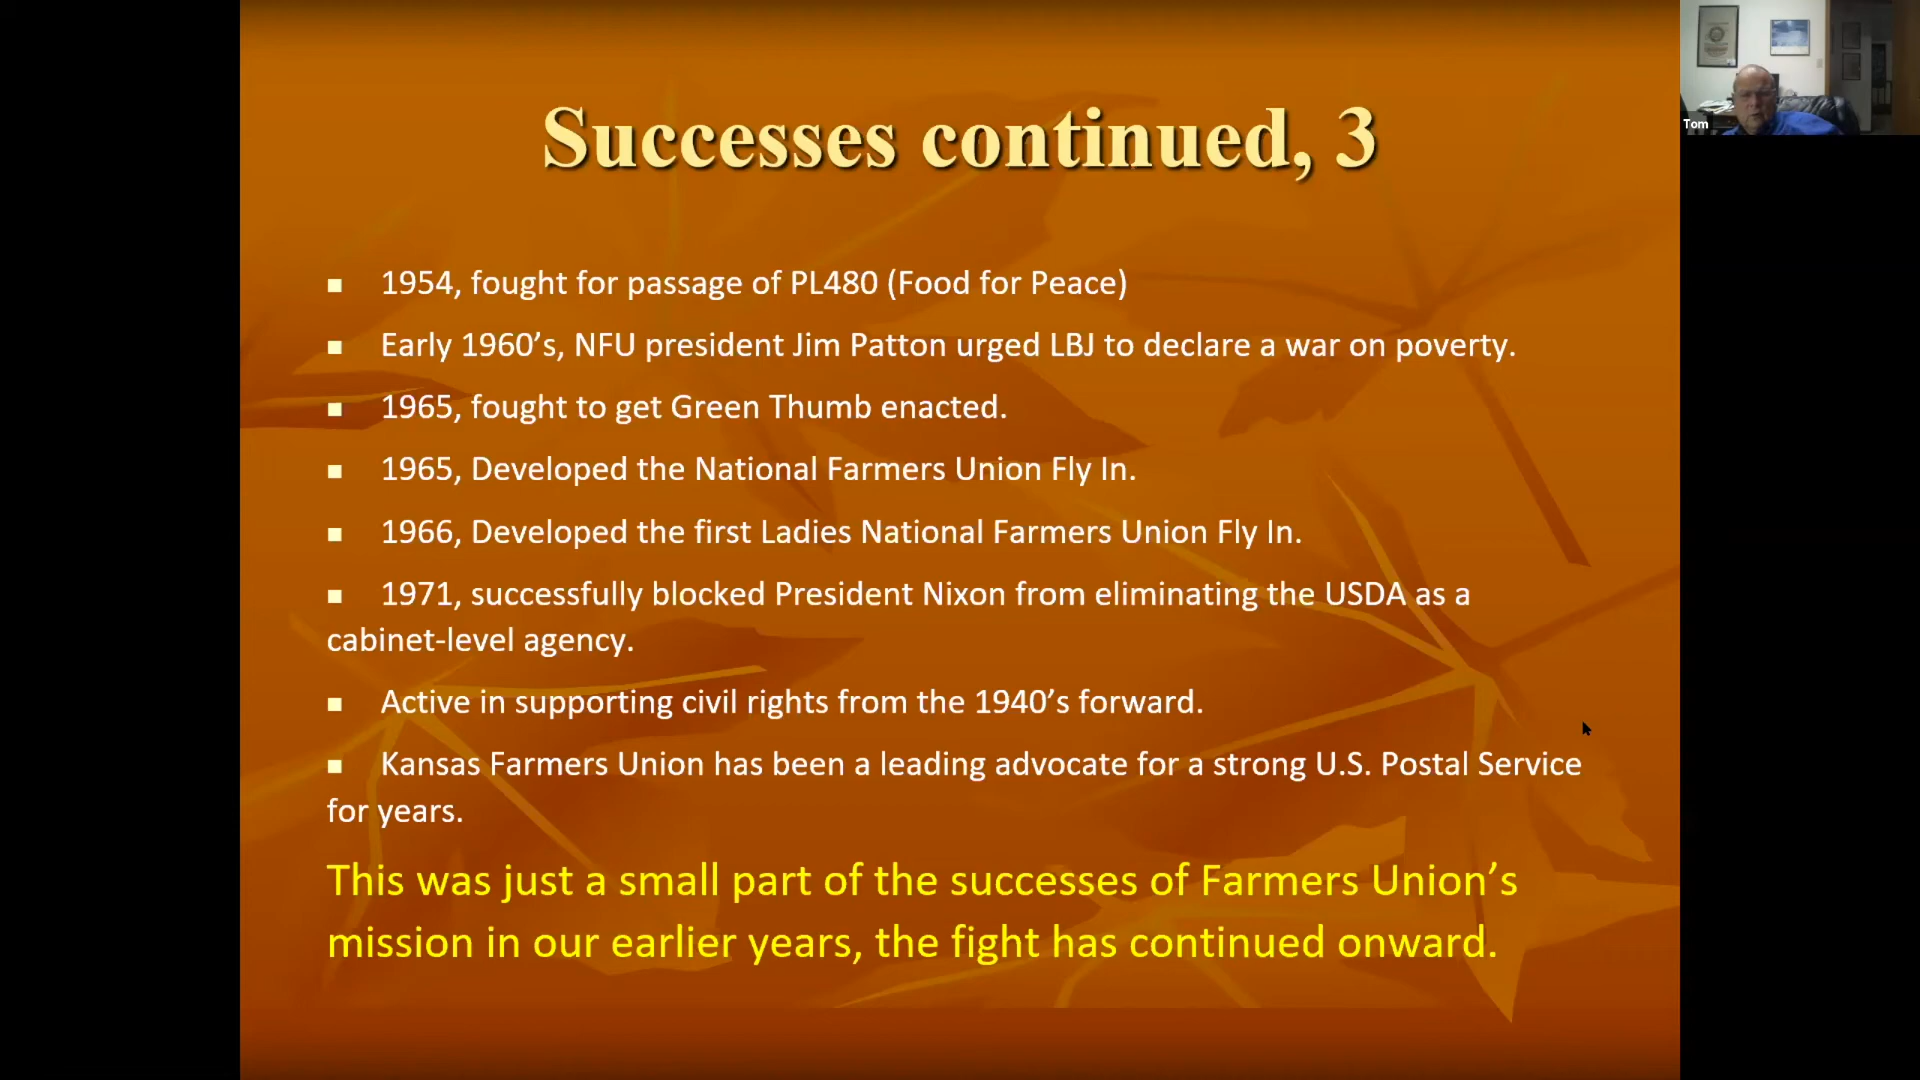 Successes continued, 3
Tom
■ 1954, fought for passage of PL480 (Food for Peace)
■ Early 1960’s, NFU president Jim Patton urged LBJ to declare a war on poverty.
■ 1965, fought to get Green Thumb enacted.
■ 1965, Developed the National Farmers Union Fly In.
■ 1966, Developed the first Ladies National Farmers Union Fly In.
■ 1971, successfully blocked President Nixon from eliminating the USDA as a
cabinet-level agency.
■ Active in supporting civil rights from the 1940’s forward.
■ Kansas Farmers Union has been a leading advocate for a strong U.S. Postal Service
for years.
This was just a small part of the successes of Farmers Union’s
mission in our earlier years, the fight has continued onward.